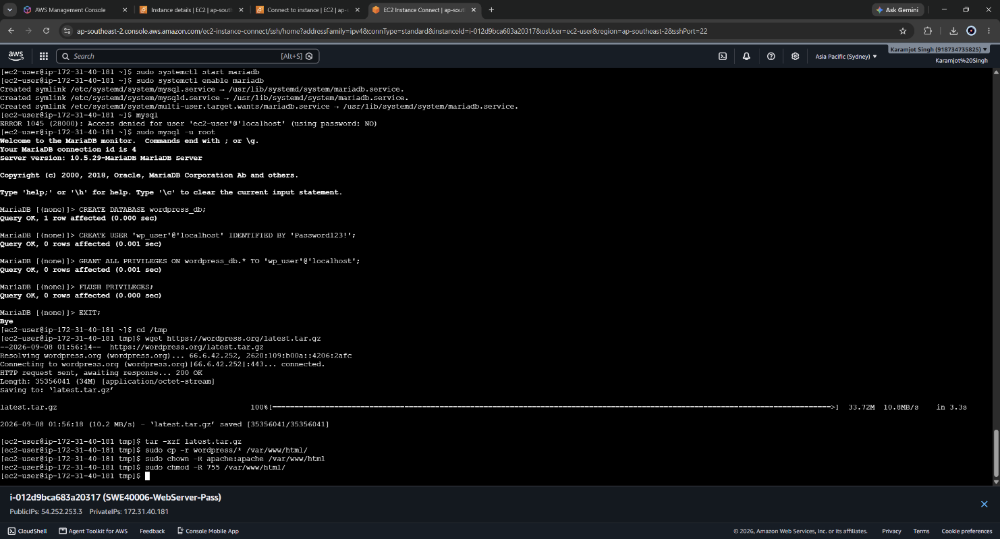 AWS Management Console
Instance details | EC2 | ap-sout
Connect to instance | EC2 | ap-s
EC2 Instance Connect | ap-sout
Ask Gemini
ap-southeast-2.console.aws.amazon.com/ec2-instance-connect/ssh/home?addressFamily=ipv4&connType=standard&instanceId=i-012d9bca683a20317&osUser=ec2-user&region=ap-southeast-2&sshPort=22
aws
Search [Alt+S]
Asia Pacific (Sydney)
Karamjot Singh (918734735825)
Karamjot%20Singh
[ec2-user@ip-172-31-40-181 ~]$ sudo systemctl start mariadb
[ec2-user@ip-172-31-40-181 ~]$ sudo systemctl enable mariadb
Created symlink /etc/systemd/system/mysql.service → /usr/lib/systemd/system/mariadb.service.
Created symlink /etc/systemd/system/mysqld.service → /usr/lib/systemd/system/mariadb.service.
Created symlink /etc/systemd/system/multi-user.target.wants/mariadb.service → /usr/lib/systemd/system/mariadb.service.
[ec2-user@ip-172-31-40-181 ~]$ mysql
ERROR 1045 (28000): Access denied for user 'ec2-user'@'localhost' (using password: NO)
[ec2-user@ip-172-31-40-181 ~]$ sudo mysql -u root
Welcome to the MariaDB monitor.  Commands end with ; or \g.
Your MariaDB connection id is 4
Server version: 10.5.29-MariaDB MariaDB Server
Copyright (c) 2000, 2018, Oracle, MariaDB Corporation Ab and others.
Type 'help;' or '\h' for help. Type '\c' to clear the current input statement.
MariaDB [(none)]> CREATE DATABASE wordpress_db;
Query OK, 1 row affected (0.000 sec)
MariaDB [(none)]> CREATE USER 'wp_user'@'localhost' IDENTIFIED BY 'Password123!';
Query OK, 0 rows affected (0.001 sec)
MariaDB [(none)]> GRANT ALL PRIVILEGES ON wordpress_db.* TO 'wp_user'@'localhost';
Query OK, 0 rows affected (0.001 sec)
MariaDB [(none)]> FLUSH PRIVILEGES;
Query OK, 0 rows affected (0.000 sec)
MariaDB [(none)]> EXIT;
Bye
[ec2-user@ip-172-31-40-181 ~]$ cd /tmp
[ec2-user@ip-172-31-40-181 tmp]$ wget https://wordpress.org/latest.tar.gz
--2026-09-08 01:56:14--  https://wordpress.org/latest.tar.gz
Resolving wordpress.org (wordpress.org)... 66.6.42.252, 2620:109:b00a::4206:2afc
Connecting to wordpress.org (wordpress.org)|66.6.42.252|:443... connected.
HTTP request sent, awaiting response... 200 OK
Length: 35356041 (34M) [application/octet-stream]
Saving to: ‘latest.tar.gz’
latest.tar.gz 100%[==============================================================================>] 33.72M 10.8MB/s in 3.3s
2026-09-08 01:56:18 (10.2 MB/s) - ‘latest.tar.gz’ saved [35356041/35356041]
[ec2-user@ip-172-31-40-181 tmp]$ tar -xzf latest.tar.gz
[ec2-user@ip-172-31-40-181 tmp]$ sudo cp -r wordpress/* /var/www/html/
[ec2-user@ip-172-31-40-181 tmp]$ sudo chown -R apache:apache /var/www/html
[ec2-user@ip-172-31-40-181 tmp]$ sudo chmod -R 755 /var/www/html/
[ec2-user@ip-172-31-40-181 tmp]$
i-012d9bca683a20317 (SWE40006-WebServer-Pass)
PublicIPs: 54.252.253.3 PrivateIPs: 172.31.40.181
CloudShell Agent Toolkit for AWS Feedback Console Mobile App © 2026, Amazon Web Services, Inc. or its affiliates. Privacy Terms Cookie preferences